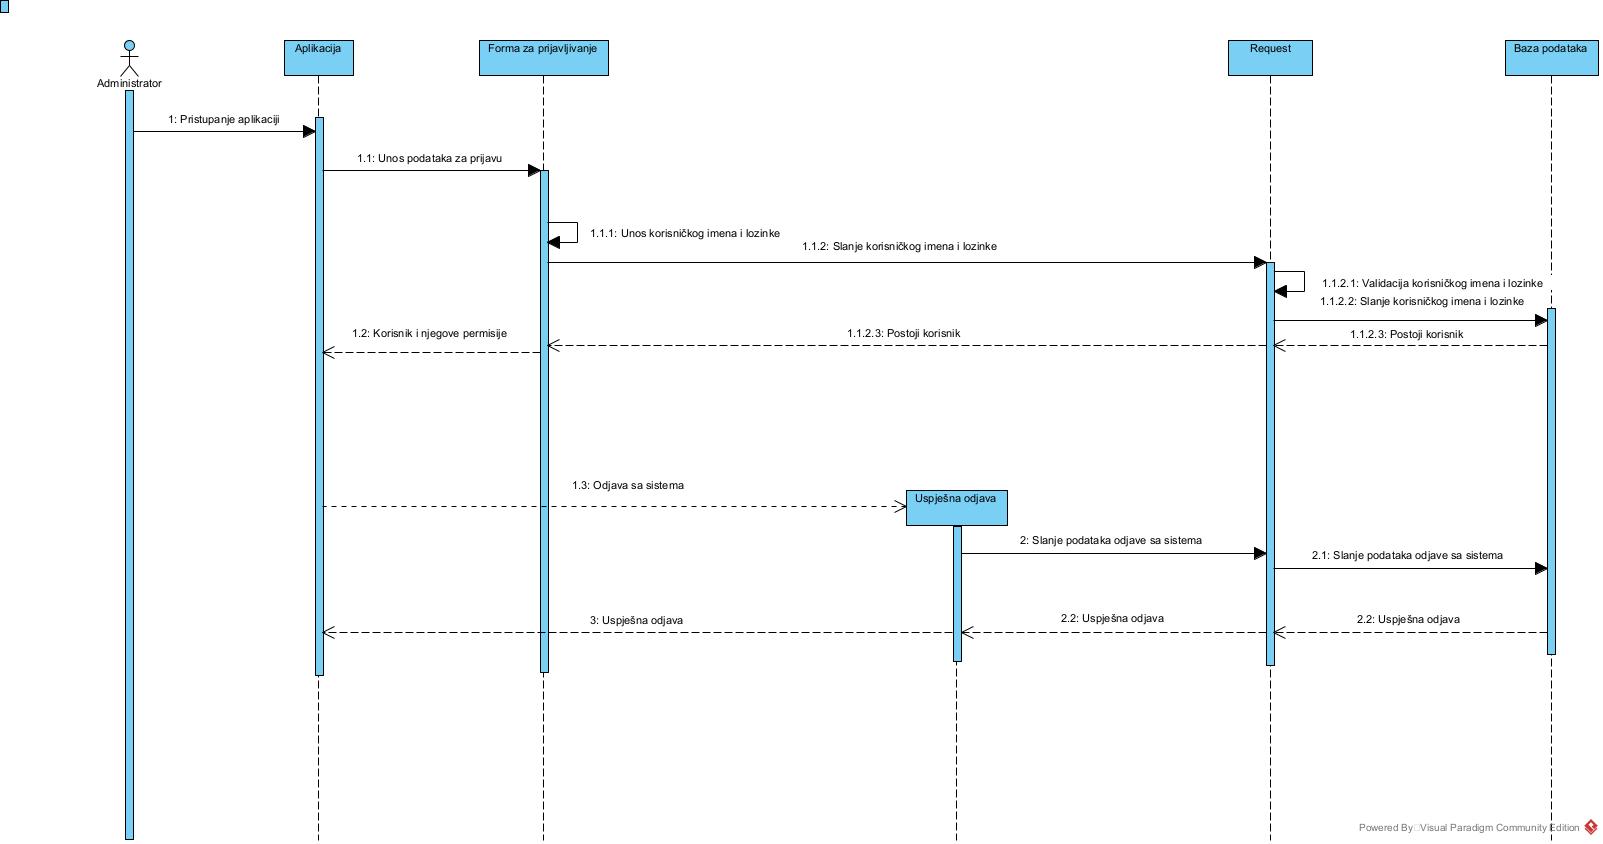 Aplikacija
Forma za prijavljivanje
Request
Baza podataka
Administrator
1: Pristupanje aplikaciji
1.1: Unos podataka za prijavu
1.1.1: Unos korisničkog imena i lozinke
1.1.2: Slanje korisničkog imena i lozinke
1.1.2.1: Validacija korisničkog imena i lozinke
1.1.2.2: Slanje korisničkog imena i lozinke
1.2: Korisnik i njegove permisije
1.1.2.3: Postoji korisnik
1.1.2.3: Postoji korisnik
1.3: Odjava sa sistema
Uspješna odjava
2: Slanje podataka odjave sa sistema
2.1: Slanje podataka odjave sa sistema
3: Uspješna odjava
2.2: Uspješna odjava
2.2: Uspješna odjava
Powered By Visual Paradigm Community Edition